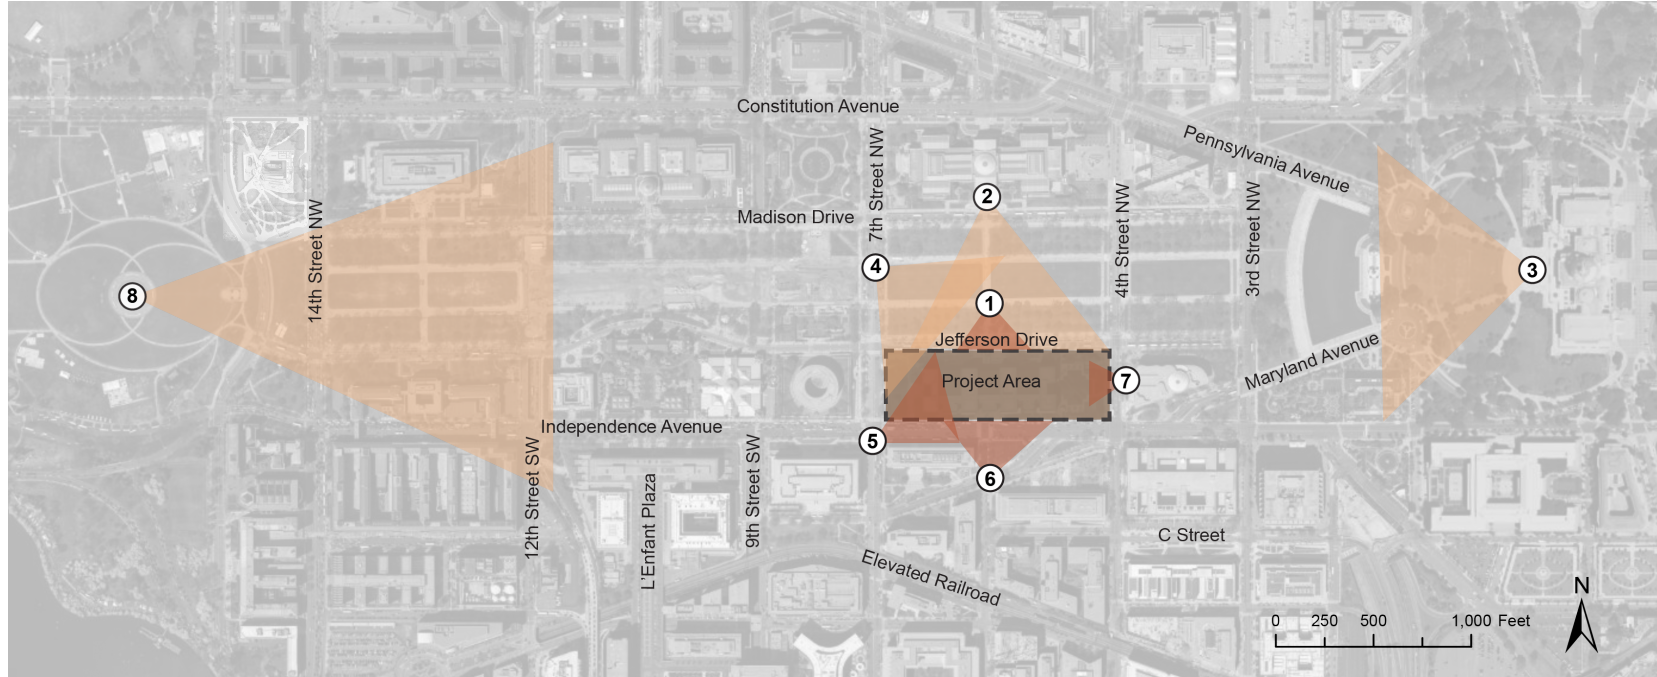 Constitution Avenue
Pennsylvania Avenue
7th Street NW
14th Street NW
4th Street NW
3rd Street NW
2
Madison Drive
4
3
8
1
Jefferson Drive
Maryland Avenue
Project Area
7
Independence Avenue
5
12th Street SW
9th Street SW
L'Enfant Plaza
6
C Street
Elevated Railroad
N
0 250 500 1,000 Feet